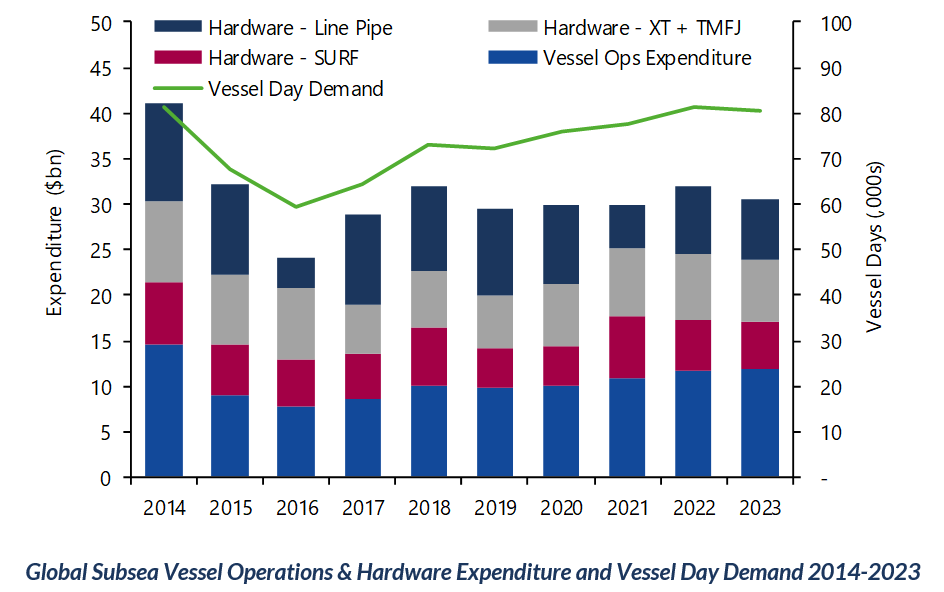 Hardware - Line Pipe
Hardware - XT + TMFJ
Hardware - SURF
Vessel Ops Expenditure
Vessel Day Demand
Expenditure ($bn)
50
45
40
35
30
25
20
15
10
5
0
100
90
80
70
60
50
40
30
20
10
-
Vessel Days (,000s)
2014 2015 2016 2017 2018 2019 2020 2021 2022 2023
Global Subsea Vessel Operations & Hardware Expenditure and Vessel Day Demand 2014-2023